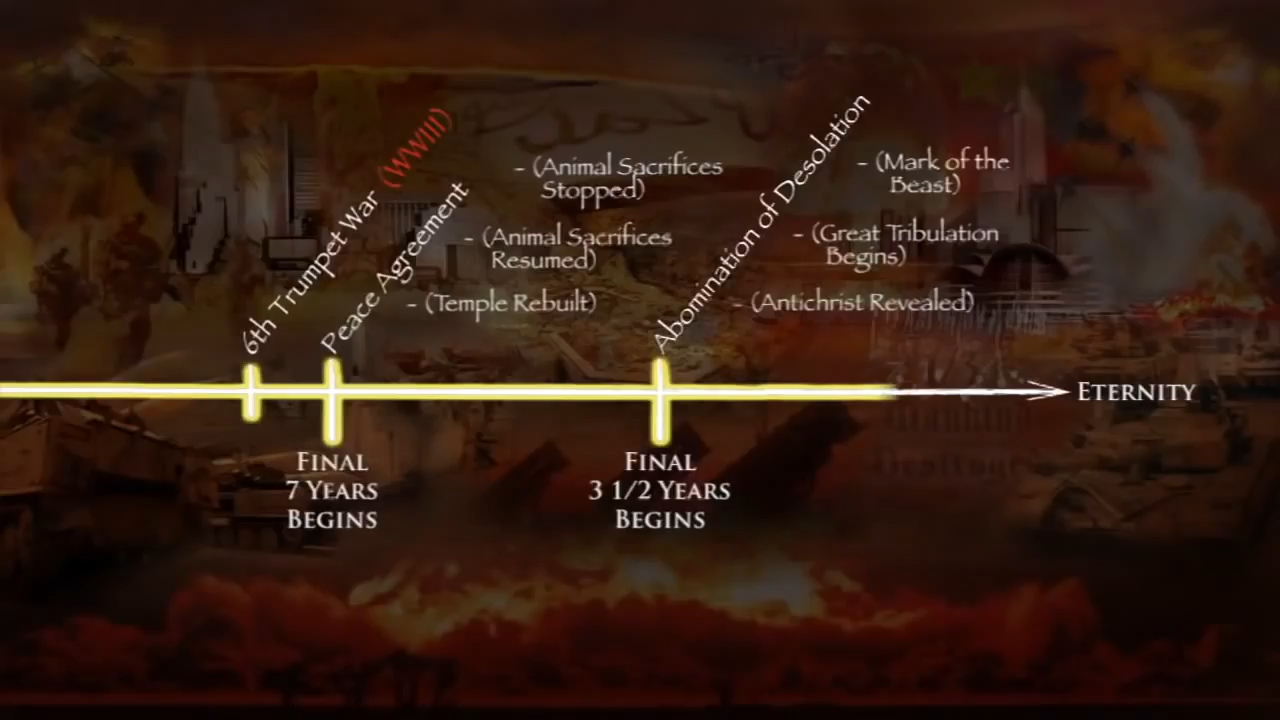 6th Trumpet War (WWIII)
Peace Agreement
- (Animal Sacrifices
Stopped)
- (Animal Sacrifices
Resumed)
- (Temple Rebuilt)
Abomination of Desolation
- (Mark of the
Beast)
- (Great Tribulation
Begins)
- (Antichrist Revealed)
ETERNITY
FINAL
7 YEARS
BEGINS
FINAL
3 1/2 YEARS
BEGINS